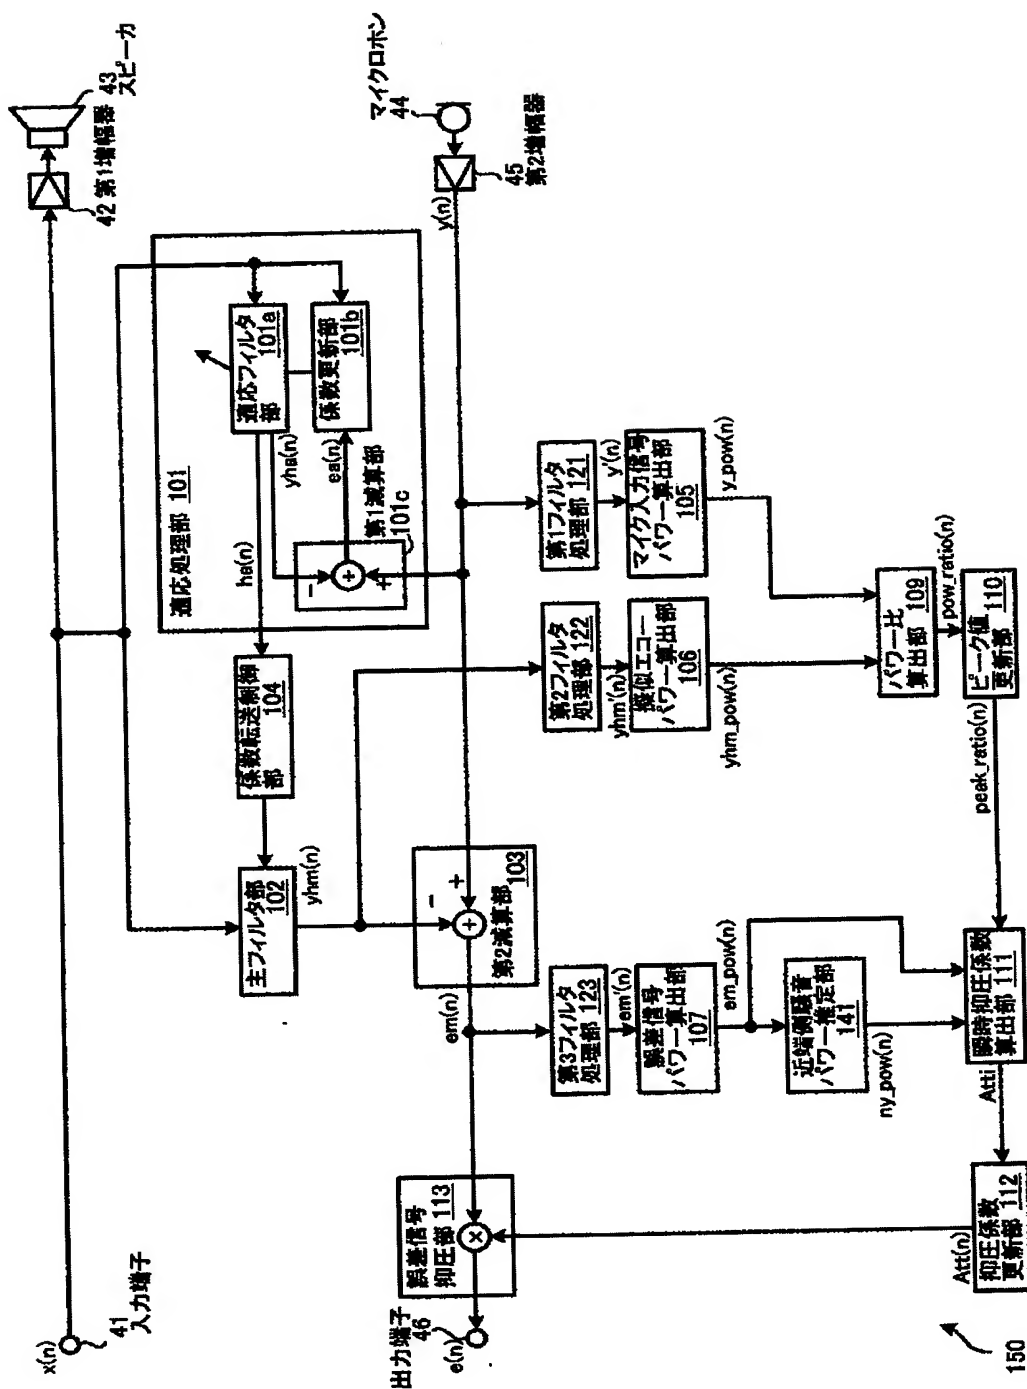 x(n)
41
入力端子
42 第1増幅器
43
スピーカ
適応処理部 101
適応フィルタ
部 101a
係数更新部
101b
yha(n)
ea(n)
ha(n)
第1減算部
101c
-
+
+
マイクロホン
44
45
第2増幅器
y(n)
係数転送制御
部 104
主フィルタ部
102
yhm(n)
-
+
+
第2減算部 103
em(n)
第1フィルタ
処理部 121
y'(n)
マイク入力信号
パワー算出部
105
y_pow(n)
第2フィルタ
処理部 122
yhm'(n)
擬似エコー
パワー算出部
106
yhm_pow(n)
パワー比
算出部 109
pow_ratio(n)
ピーク値
更新部 110
peak_ratio(n)
第3フィルタ
処理部 123
em'(n)
誤差信号
パワー算出部
107
em_pow(n)
近端側騒音
パワー推定部
141
ny_pow(n)
瞬時抑圧係数
算出部 111
Atti
抑圧係数
更新部 112
Att(n)
誤差信号
抑圧部 113
×
出力端子
46
e(n)
150